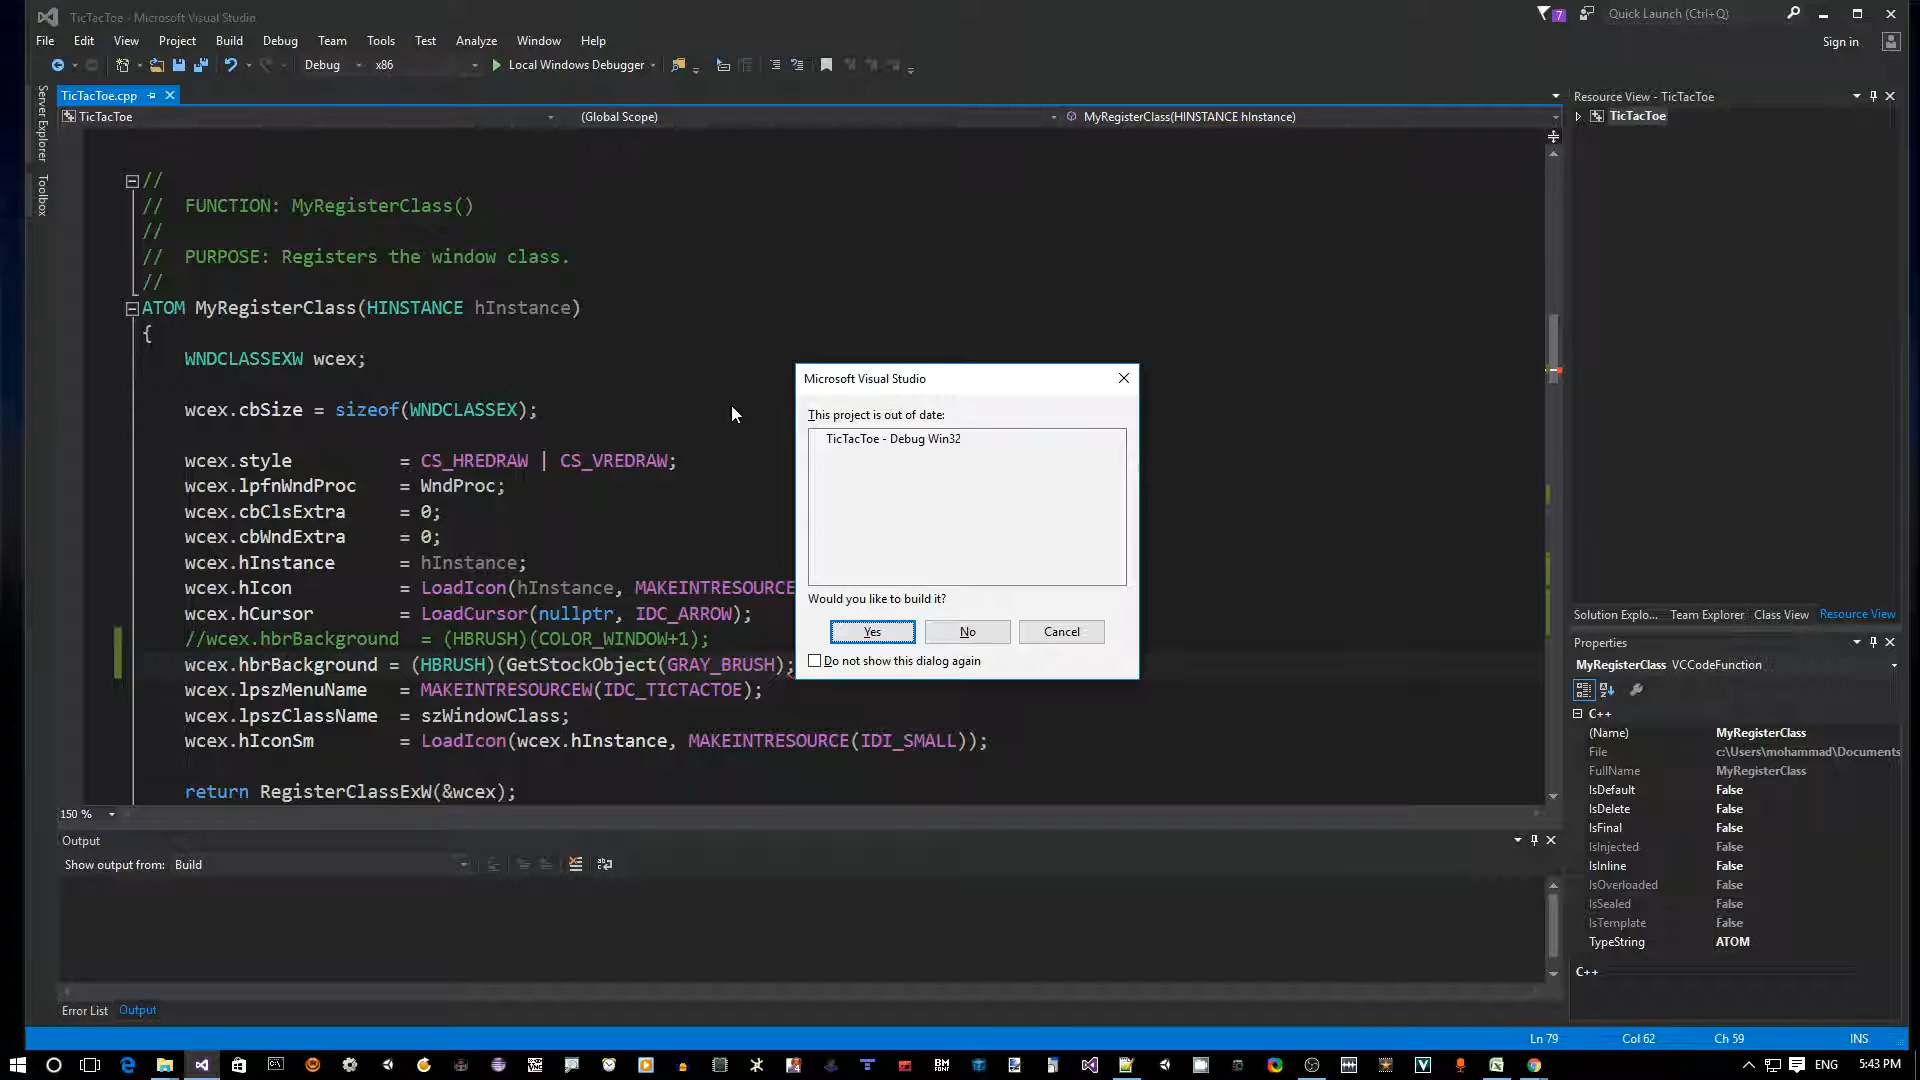 TicTacToe - Microsoft Visual Studio
7
Quick Launch (Ctrl+Q)
File Edit View Project Build Debug Team Tools Test Analyze Window Help
Sign in
Debug x86 Local Windows Debugger
Server Explorer
Toolbox
TicTacToe.cpp
TicTacToe (Global Scope) MyRegisterClass(HINSTANCE hInstance)
//
// FUNCTION: MyRegisterClass()
//
// PURPOSE: Registers the window class.
//
ATOM MyRegisterClass(HINSTANCE hInstance)
{
WNDCLASSEXW wcex;
wcex.cbSize = sizeof(WNDCLASSEX);
wcex.style = CS_HREDRAW | CS_VREDRAW;
wcex.lpfnWndProc = WndProc;
wcex.cbClsExtra = 0;
wcex.cbWndExtra = 0;
wcex.hInstance = hInstance;
wcex.hIcon = LoadIcon(hInstance, MAKEINTRESOURCE
wcex.hCursor = LoadCursor(nullptr, IDC_ARROW);
//wcex.hbrBackground = (HBRUSH)(COLOR_WINDOW+1);
wcex.hbrBackground = (HBRUSH)(GetStockObject(GRAY_BRUSH);
wcex.lpszMenuName = MAKEINTRESOURCEW(IDC_TICTACTOE);
wcex.lpszClassName = szWindowClass;
wcex.hIconSm = LoadIcon(wcex.hInstance, MAKEINTRESOURCE(IDI_SMALL));
return RegisterClassExW(&wcex);
150 %
Microsoft Visual Studio
This project is out of date:
TicTacToe - Debug Win32
Would you like to build it?
Yes No Cancel
Do not show this dialog again
Output
Show output from: Build
Error List Output
Resource View - TicTacToe
TicTacToe
Solution Explo... Team Explorer Class View Resource View
Properties
MyRegisterClass VCCodeFunction
C++
(Name) MyRegisterClass
File c:\Users\mohammad\Documents
FullName MyRegisterClass
IsDefault False
IsDelete False
IsFinal False
IsInjected False
IsInline False
IsOverloaded False
IsSealed False
IsTemplate False
TypeString ATOM
C++
Ln 79 Col 62 Ch 59 INS
ENG 5:43 PM